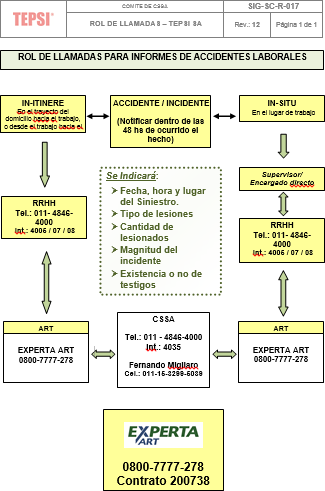 TEPSI®
COMITE DE CSSA
SIG-SC-R-017
ROL DE LLAMADAS – TEPSI SA
Rev.: 12
Página 1 de 1
ROL DE LLAMADAS PARA INFORMES DE ACCIDENTES LABORALES
IN-ITINERE
En el trayecto del
domicilio hacia el trabajo,
o desde el trabajo hacia el
ACCIDENTE / INCIDENTE
(Notificar dentro de las
48 hs de ocurrido el
hecho)
IN-SITU
En el lugar de trabajo
Se Indicará:
Fecha, hora y lugar
del Siniestro.
Tipo de lesiones
Cantidad de
lesionados
Magnitud del
incidente
Existencia o no de
testigos
Supervisor/
Encargado directo
RRHH
Tel.: 011- 4846-
4000
Int.: 4006 / 07 / 08
RRHH
Tel.: 011- 4846-
4000
Int.: 4006 / 07 / 08
ART
EXPERTA ART
0800-7777-278
CSSA
Tel.: 011 - 4846-4000
Int.: 4035
Fernando Migliaro
Cel.: 011-15-3299-5039
ART
EXPERTA ART
0800-7777-278
EXPERTA
ART
0800-7777-278
Contrato 200738